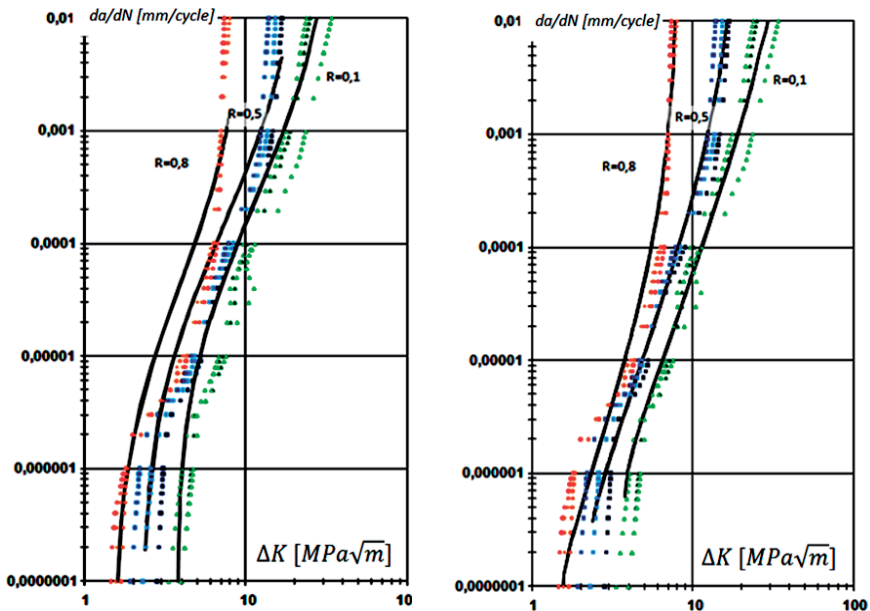 da/dN [mm/cycle]
0,01
0,001
0,0001
0,00001
0,000001
0,0000001
R=0,8
R=0,5
R=0,1
ΔK [MPa√m]
1
10
10
da/dN [mm/cycle]
0,01
0,001
0,0001
0,00001
0,000001
0,0000001
R=0,8
R=0,5
R=0,1
ΔK [MPa√m]
1
10
100